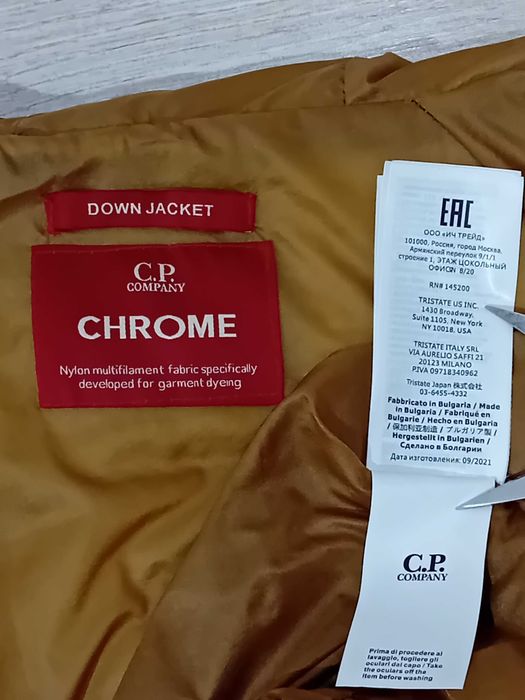 DOWN JACKET
C.P.
COMPANY
CHROME
Nylon multifilament fabric specifically
developed for garment dyeing
EAC
ООО «ИЧ ТРЕЙД»
101000, Россия, город Москва,
Армянский переулок 9/1/1
строение 1, ЭТАЖ ЦОКОЛЬНЫЙ
ОФИС№ 8/20
RN# 145200
TRISTATE US INC.
1430 Broadway,
Suite 1105, New York
NY 10018, USA
TRISTATE ITALY SRL
VIA AURELIO SAFFI 21
20123 MILANO
P.IVA 09718340962
Tristate Japan 株式会社
03-6455-4332
Fabbricato in Bulgaria / Made
in Bulgaria / Fabriqué en
Bulgarie / Hecho en Bulgaria
/ 保加利亚制造 / ブルガリア製 /
Hergestellt in Bulgarien /
Сделано в Болгарии
Дата изготовления: 09/2021
C.P.
COMPANY
Prima di procedere al
lavaggio, togliere gli
oculari dal capo / Take
the oculars off the
item before washing